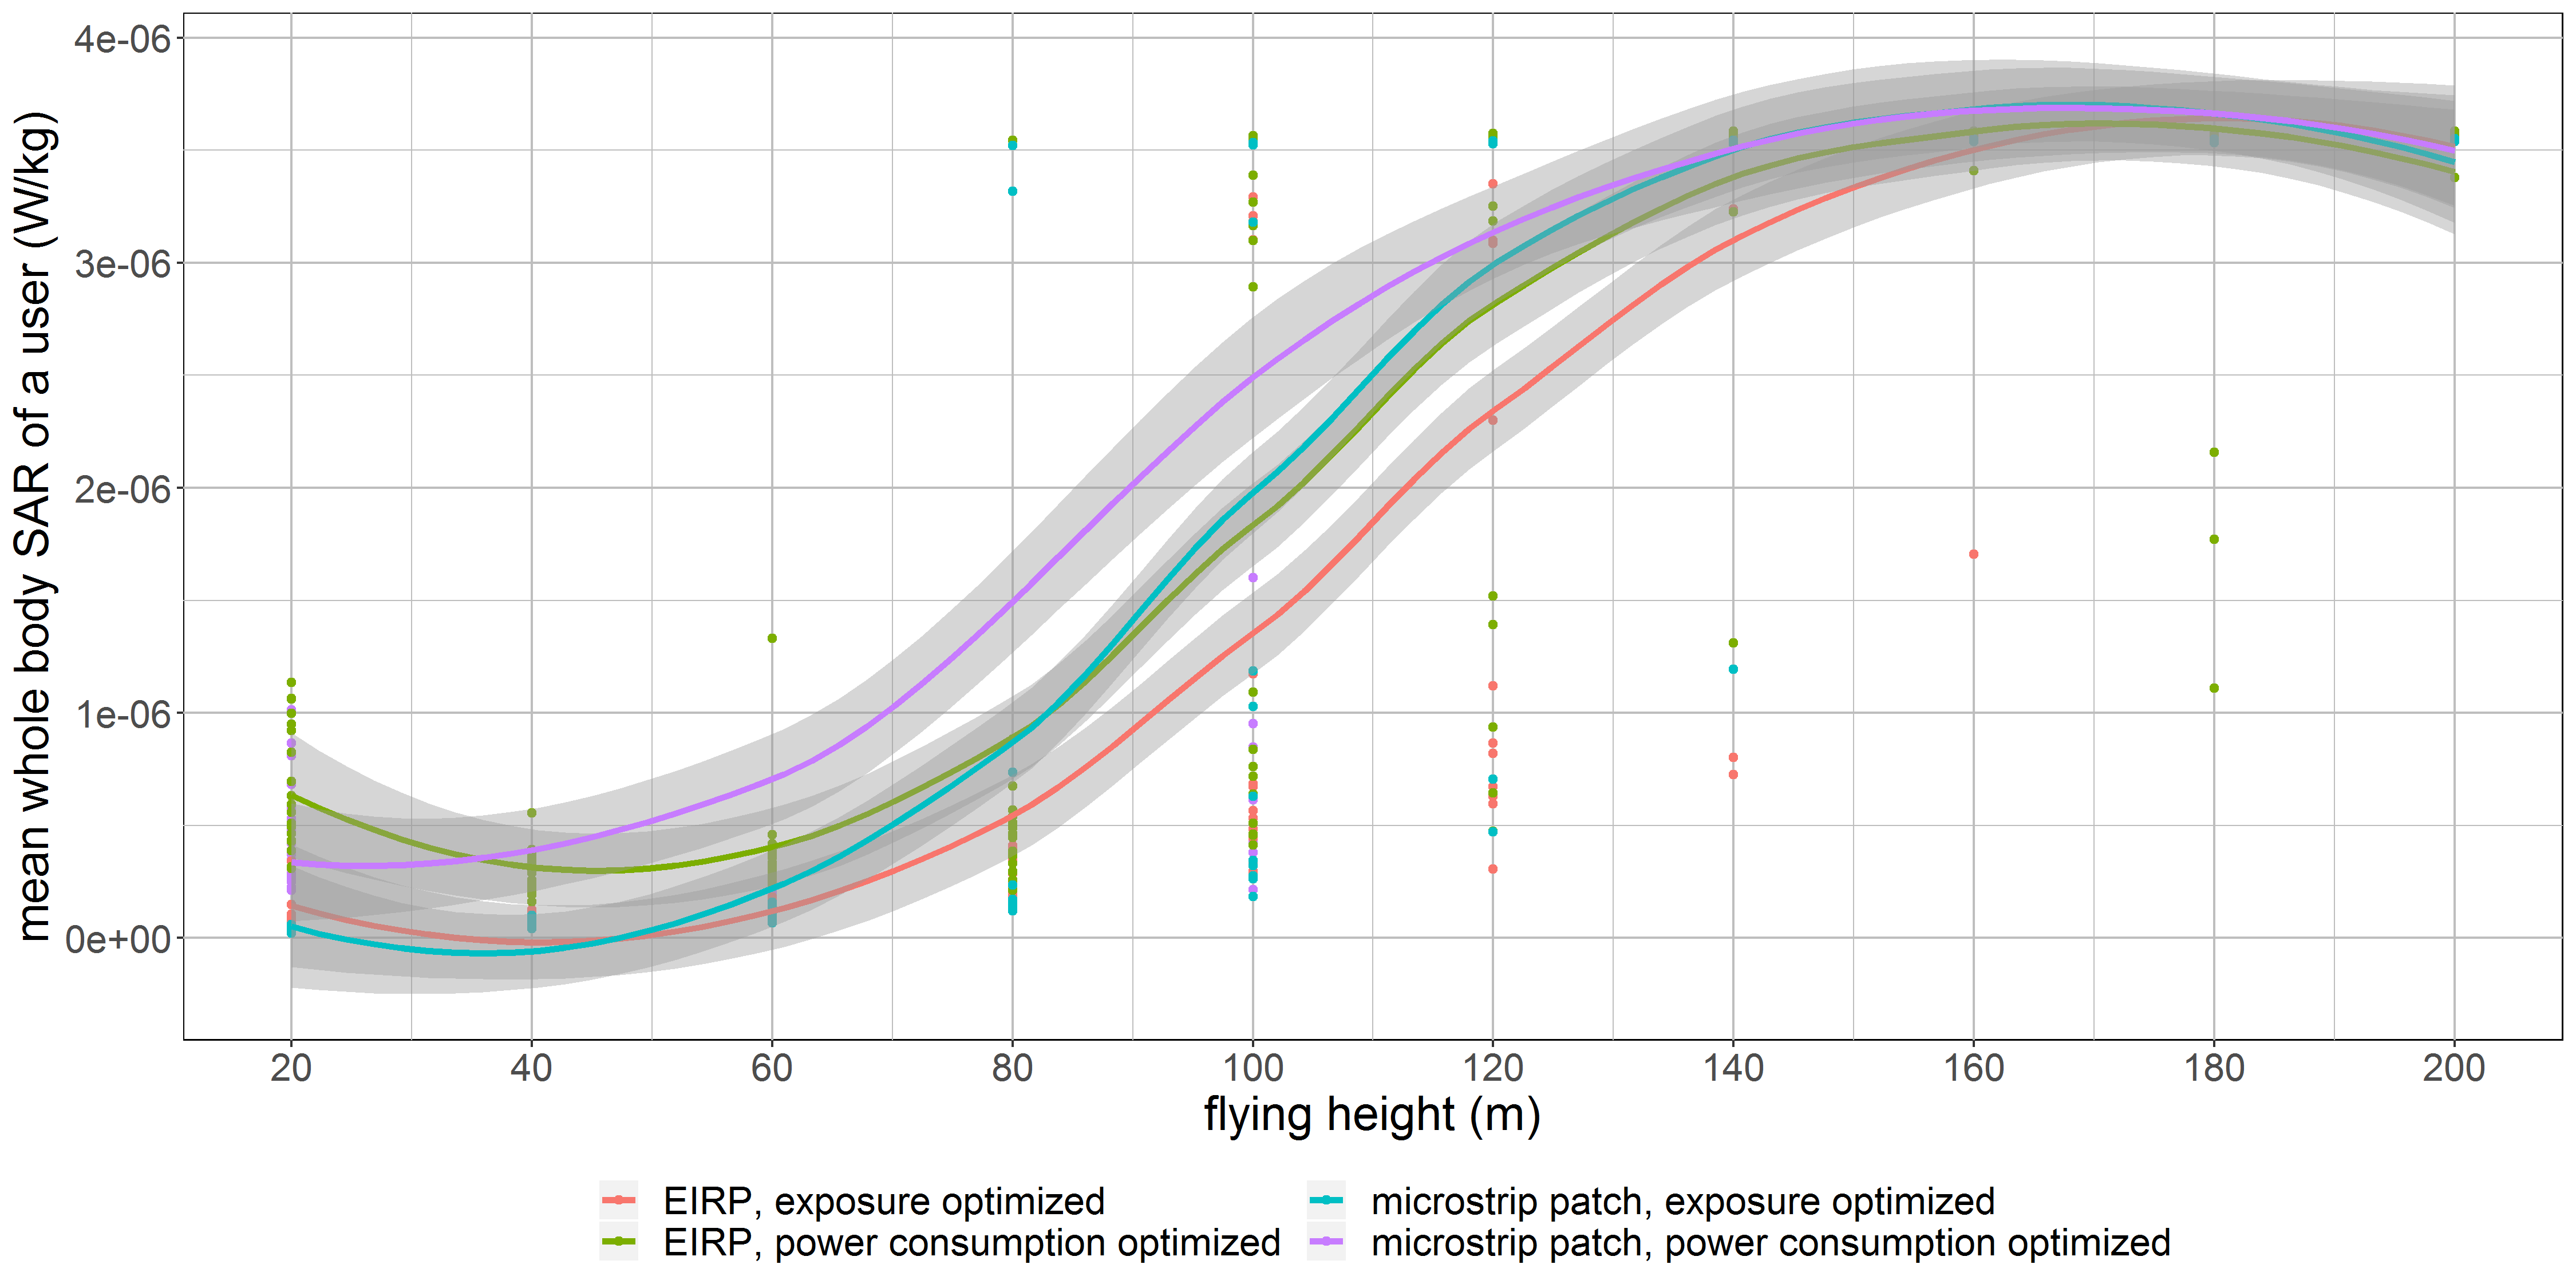 mean whole body SAR of a user (W/kg)
4e-06
3e-06
2e-06
1e-06
0e+00
20 40 60 80 100 120 140 160 180 200
flying height (m)
EIRP, exposure optimized microstrip patch, exposure optimized
EIRP, power consumption optimized microstrip patch, power consumption optimized